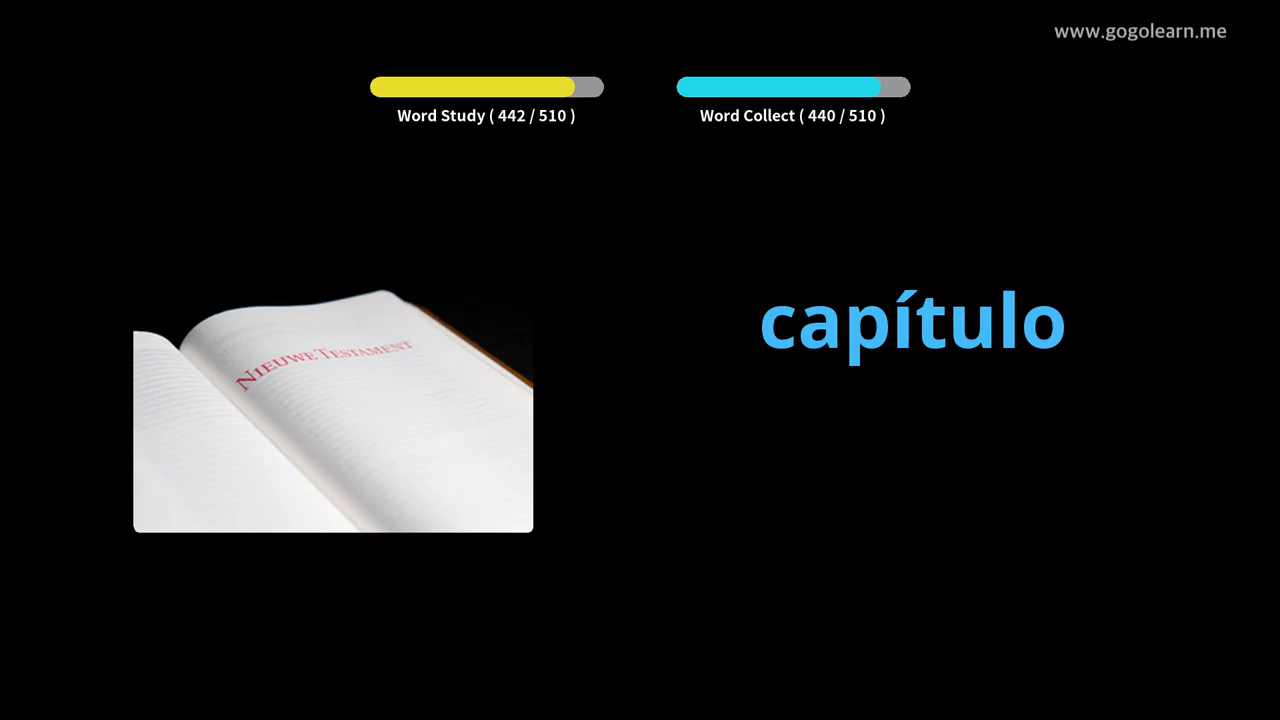 www.gogolearn.me
Word Study ( 442 / 510 )
Word Collect ( 440 / 510 )
capítulo
NIEUWE TESTAMENT